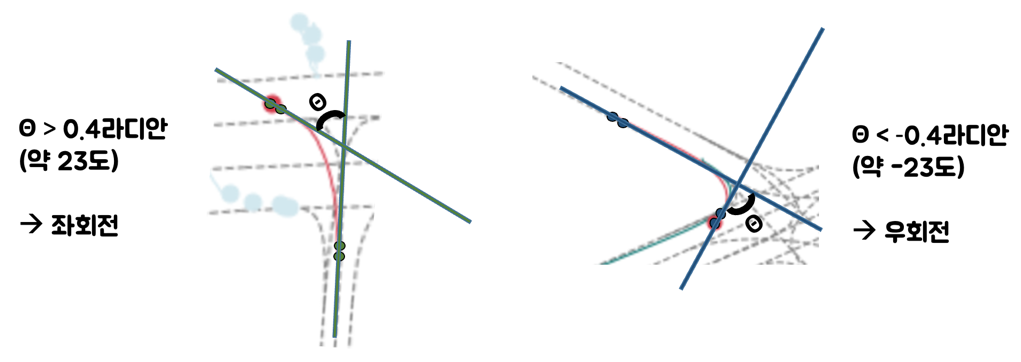 Θ > 0.4라디안
(약 23도)
→ 좌회전
Θ
Θ
Θ < -0.4라디안
(약 -23도)
→ 우회전